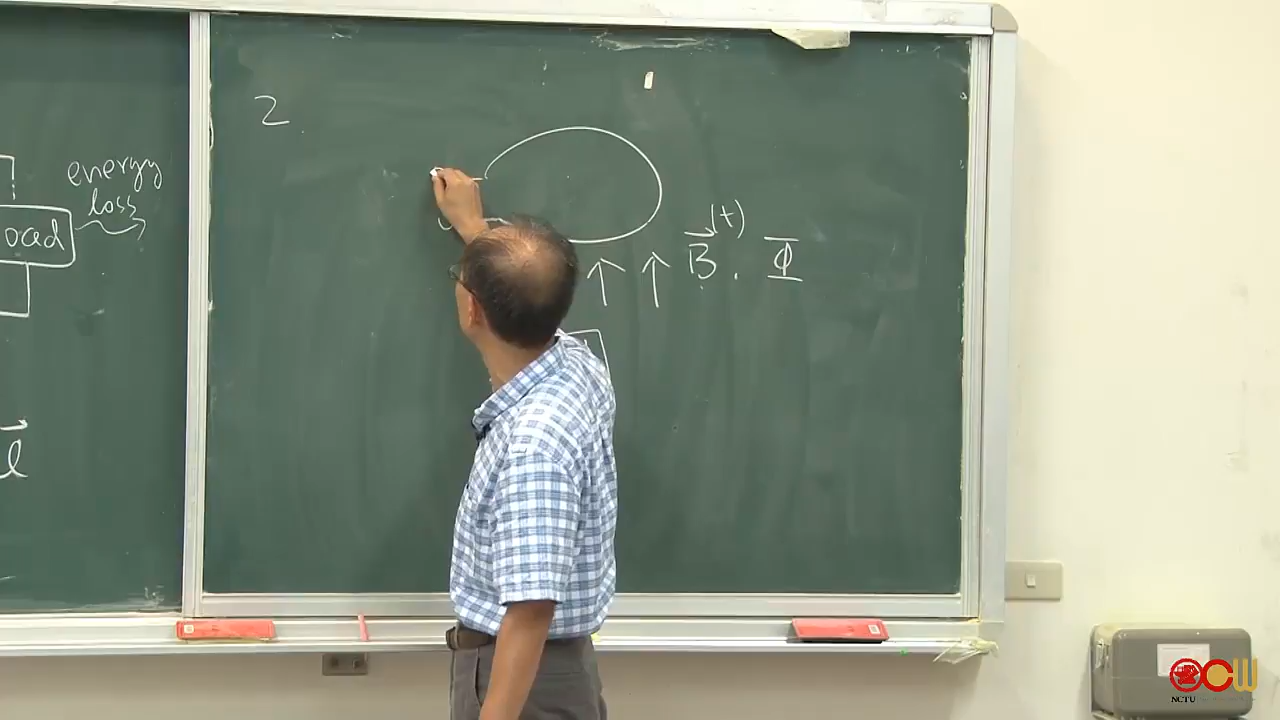 energy
loss
oad
l
2
B(t), Φ
OCW
NCTU